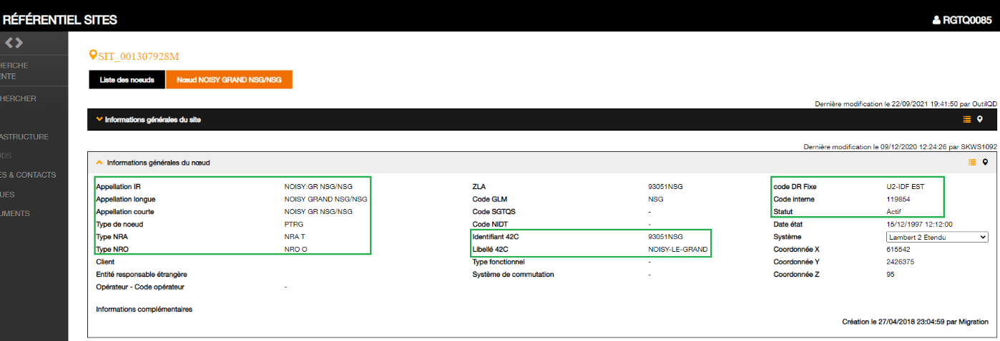 RÉFÉRENTIEL SITES
RGTQ0085
HERCHE
ENTE
HERCHER
ASTRUCTURE
UDS
ES & CONTACTS
UES
UMENTS
SIT_001307928M
Liste des noeuds
Nœud NOISY GRAND NSG/NSG
Dernière modification le 22/09/2021 19:41:50 par OutilQD
Informations générales du site
Dernière modification le 09/12/2020 12:24:26 par SKWS1092
Informations générales du nœud
Appellation IR NOISY:GR NSG/NSG
Appellation longue NOISY GRAND NSG/NSG
Appellation courte NOISY GR NSG/NSG
Type de noeud PTRG
Type NRA NRA T
Type NRO NRO O
Client
Entité responsable étrangère
Opérateur - Code opérateur -
Informations complémentaires
ZLA 93051NSG
Code GLM NSG
Code SGTQS -
Code NIDT -
Identifiant 42C 93051NSG
Libellé 42C NOISY-LE-GRAND
Type fonctionnel -
Système de commutation -
code DR Fixe U2-IDF EST
Code interne 119854
Statut Actif
Date état 15/12/1997 12:12:00
Système Lambert 2 Etendu
Coordonnée X 615542
Coordonnée Y 2426375
Coordonnée Z 95
Création le 27/04/2018 23:04:59 par Migration